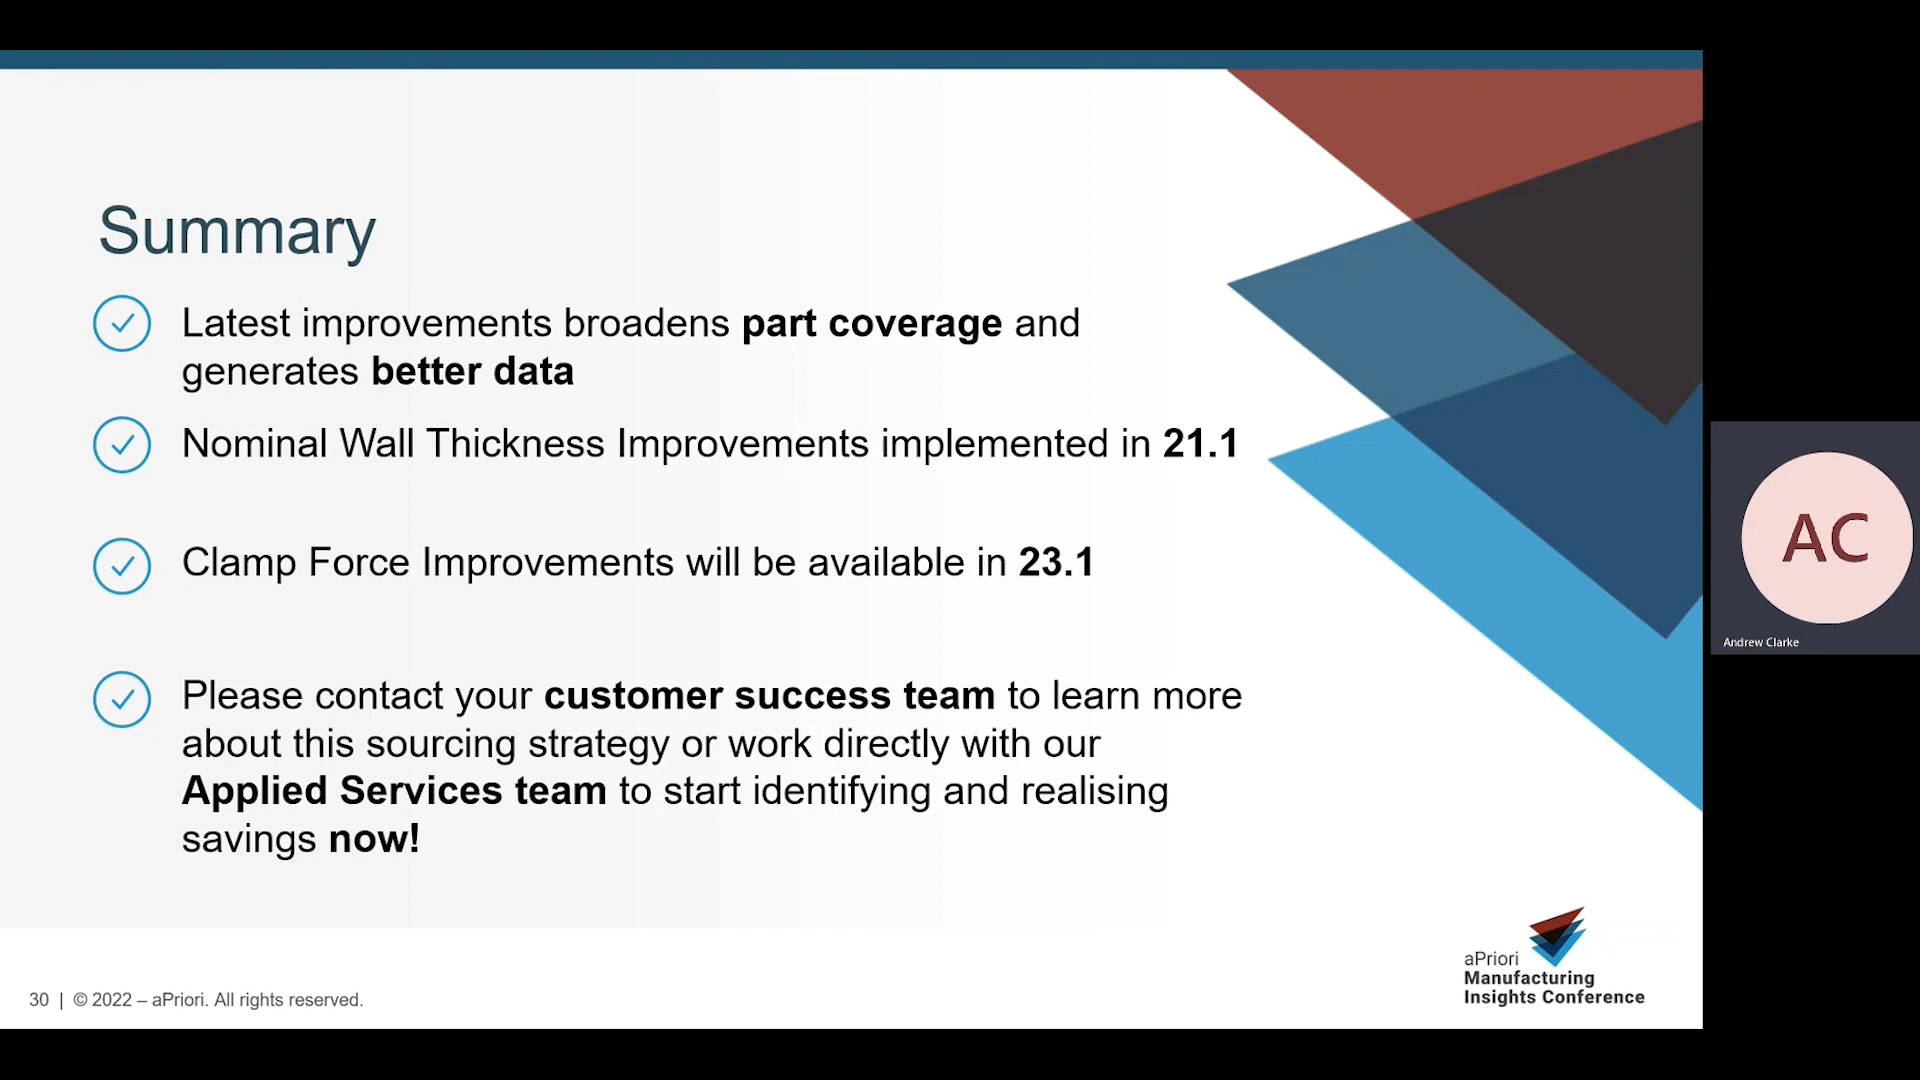 Summary
Latest improvements broadens part coverage and
generates better data
Nominal Wall Thickness Improvements implemented in 21.1
Clamp Force Improvements will be available in 23.1
Please contact your customer success team to learn more
about this sourcing strategy or work directly with our
Applied Services team to start identifying and realising
savings now!
AC
Andrew Clarke
aPriori
Manufacturing
Insights Conference
30 | © 2022 – aPriori. All rights reserved.